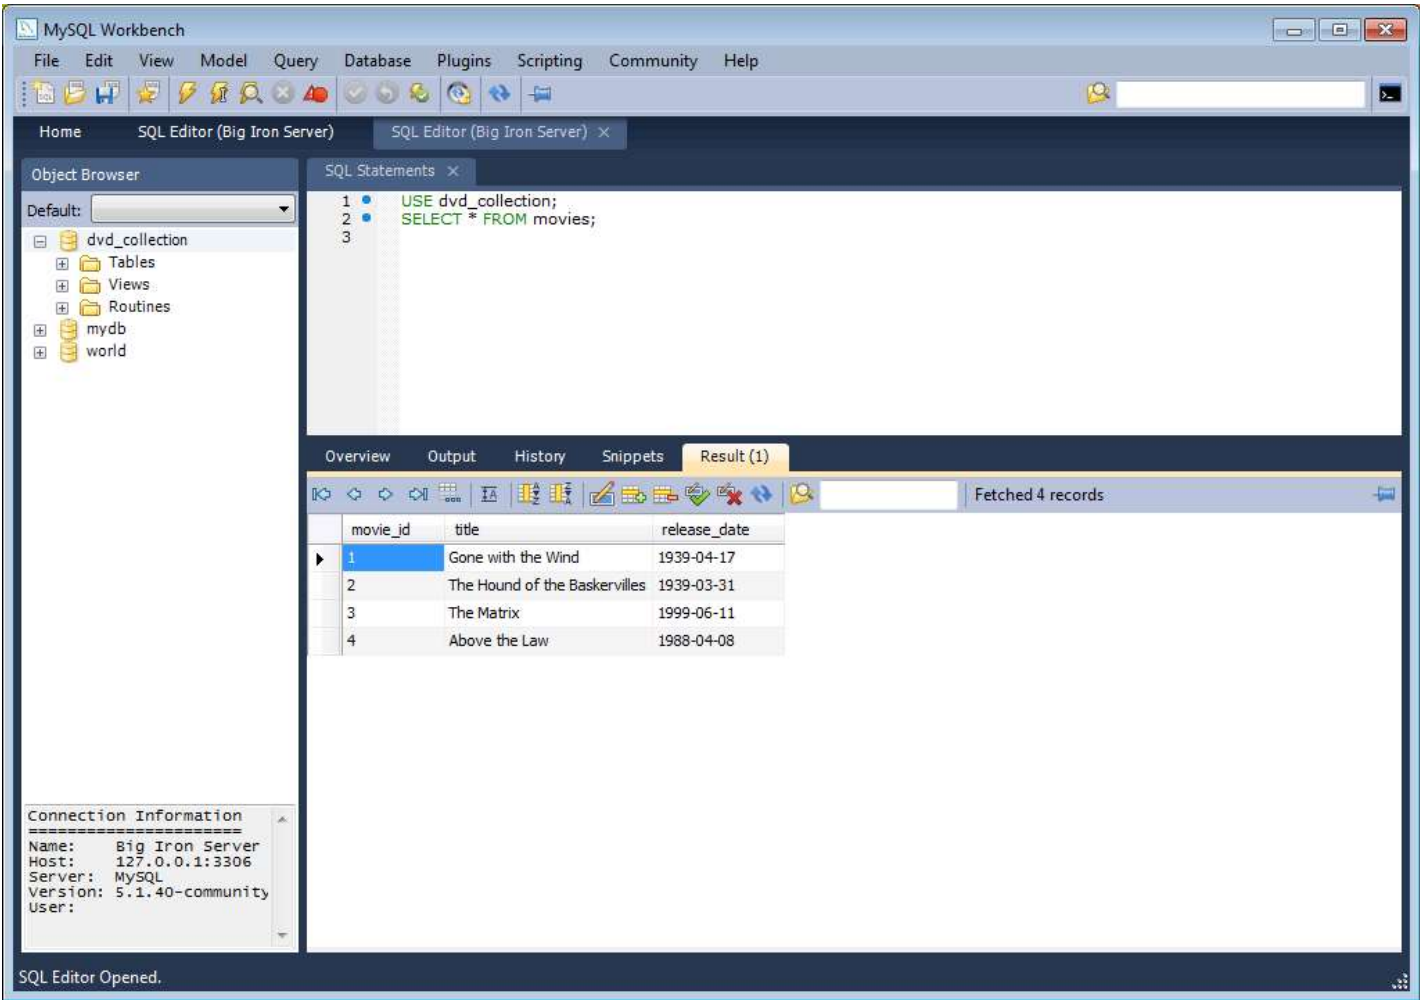 MySQL Workbench
File Edit View Model Query Database Plugins Scripting Community Help
Home SQL Editor (Big Iron Server) SQL Editor (Big Iron Server) ×
Object Browser
Default:
dvd_collection
Tables
Views
Routines
mydb
world
SQL Statements ×
1 USE dvd_collection;
2 SELECT * FROM movies;
3
Overview Output History Snippets Result (1)
Fetched 4 records
movie_id title release_date
1 Gone with the Wind 1939-04-17
2 The Hound of the Baskervilles 1939-03-31
3 The Matrix 1999-06-11
4 Above the Law 1988-04-08
Connection Information
======================
Name: Big Iron Server
Host: 127.0.0.1:3306
Server: MySQL
Version: 5.1.40-community
User:
SQL Editor Opened.